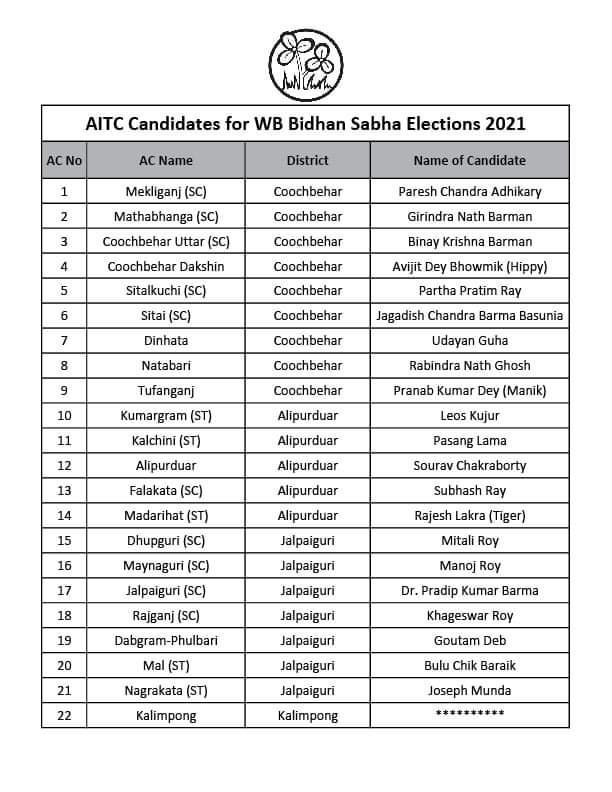 AITC Candidates for WB Bidhan Sabha Elections 2021
AC No AC Name District Name of Candidate
1 Mekliganj (SC) Coochbehar Paresh Chandra Adhikary
2 Mathabhanga (SC) Coochbehar Girindra Nath Barman
3 Coochbehar Uttar (SC) Coochbehar Binay Krishna Barman
4 Coochbehar Dakshin Coochbehar Avijit Dey Bhowmik (Hippy)
5 Sitalkuchi (SC) Coochbehar Partha Pratim Ray
6 Sitai (SC) Coochbehar Jagadish Chandra Barma Basunia
7 Dinhata Coochbehar Udayan Guha
8 Natabari Coochbehar Rabindra Nath Ghosh
9 Tufanganj Coochbehar Pranab Kumar Dey (Manik)
10 Kumargram (ST) Alipurduar Leos Kujur
11 Kalchini (ST) Alipurduar Pasang Lama
12 Alipurduar Alipurduar Sourav Chakraborty
13 Falakata (SC) Alipurduar Subhash Ray
14 Madarihat (ST) Alipurduar Rajesh Lakra (Tiger)
15 Dhupguri (SC) Jalpaiguri Mitali Roy
16 Maynaguri (SC) Jalpaiguri Manoj Roy
17 Jalpaiguri (SC) Jalpaiguri Dr. Pradip Kumar Barma
18 Rajganj (SC) Jalpaiguri Khageswar Roy
19 Dabgram-Phulbari Jalpaiguri Goutam Deb
20 Mal (ST) Jalpaiguri Bulu Chik Baraik
21 Nagrakata (ST) Jalpaiguri Joseph Munda
22 Kalimpong Kalimpong **********